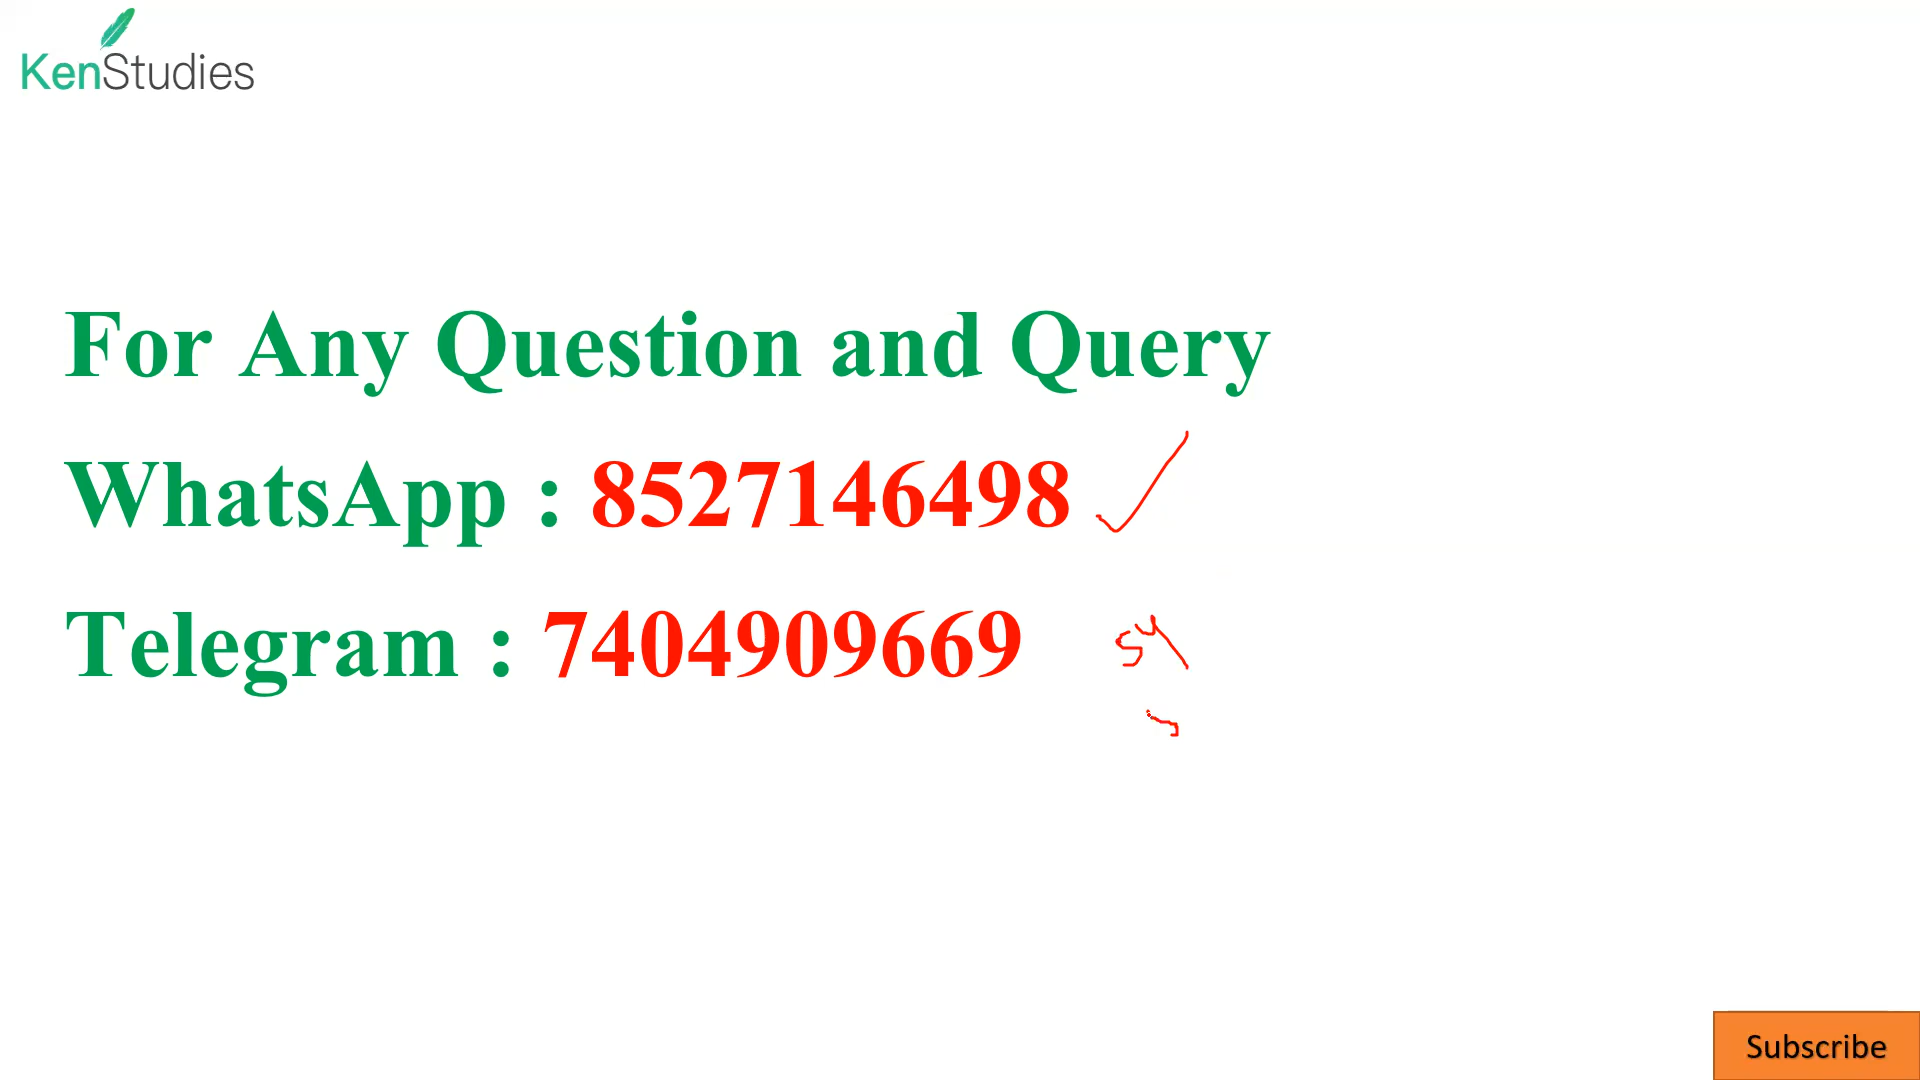 KenStudies
For Any Question and Query
WhatsApp : 8527146498
Telegram : 7404909669
Subscribe